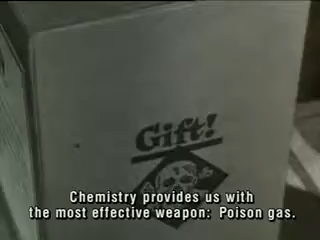 Gift!
Chemistry provides us with
the most effective weapon: Poison gas.